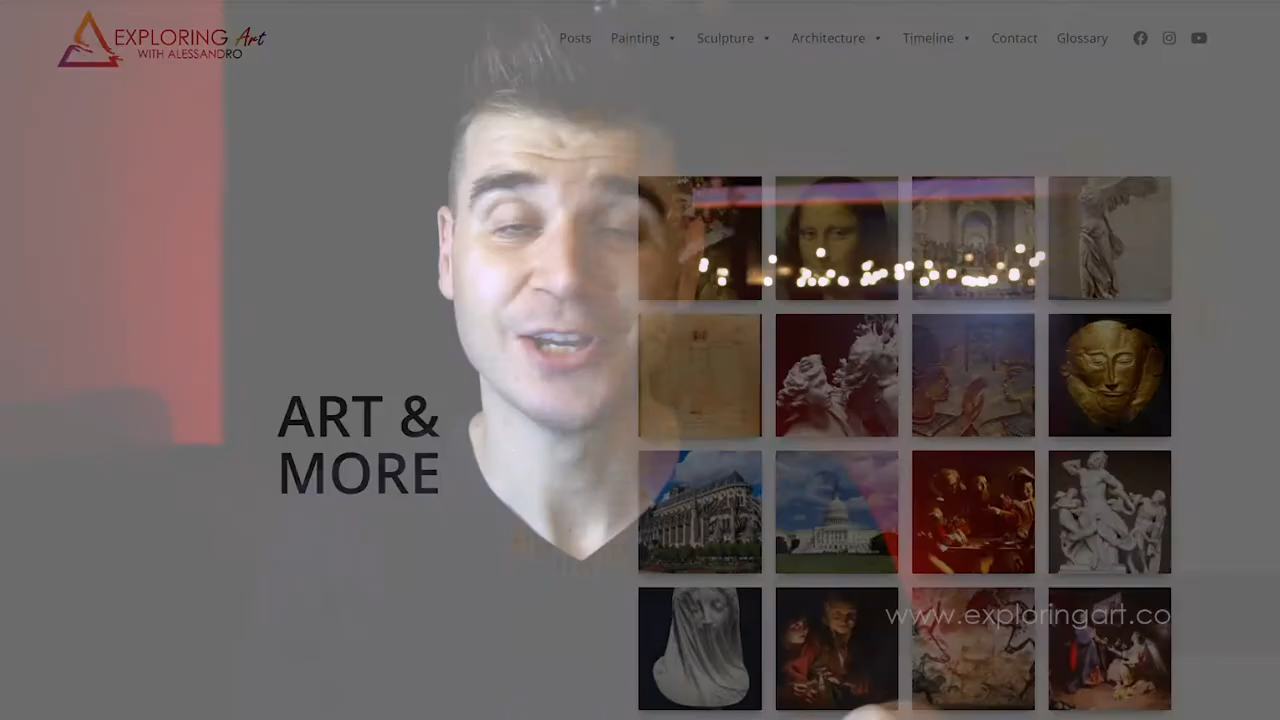 EXPLORING Art
WITH ALESSANDRO
Posts Painting Sculpture Architecture Timeline Contact Glossary
ART &
MORE
www.exploringart.co